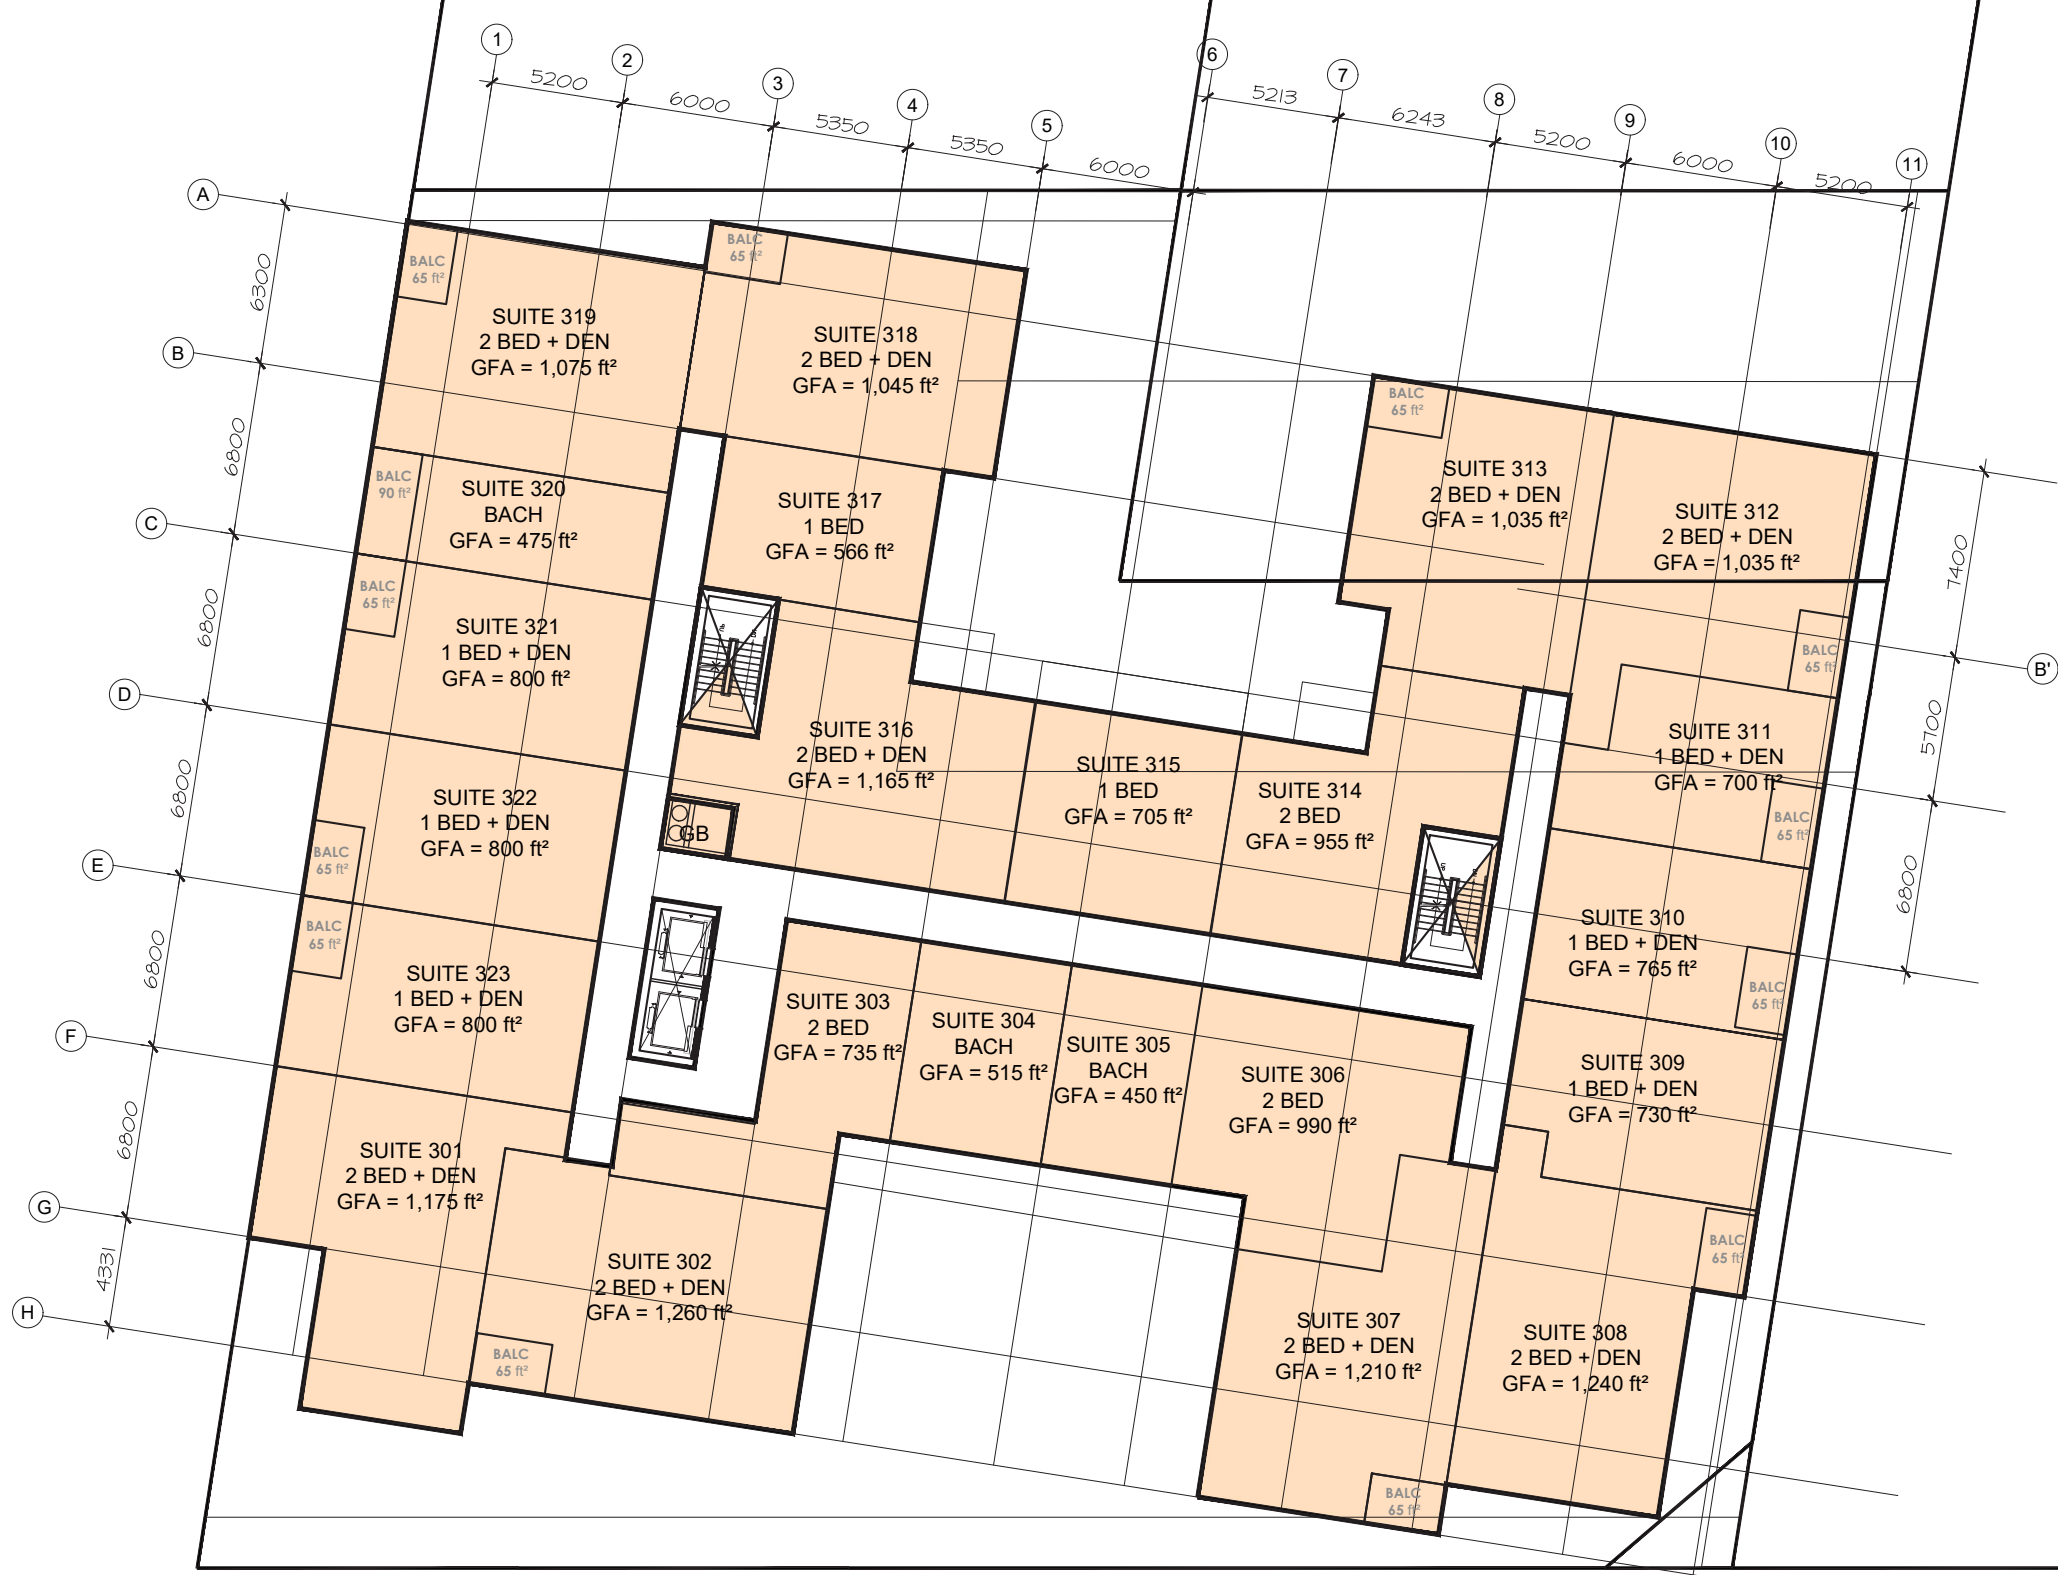 1
2
3
4
5
6
7
8
9
10
11
5200
6000
5350
5350
6000
5213
6243
5200
6000
5200
A
B
C
D
E
F
G
H
6300
6800
6800
6800
6800
6800
4331
B'
7400
5700
6800
BALC
65 ft²
SUITE 319
2 BED + DEN
GFA = 1,075 ft²
BALC
65 ft²
SUITE 318
2 BED + DEN
GFA = 1,045 ft²
BALC
90 ft²
SUITE 320
BACH
GFA = 475 ft²
SUITE 317
1 BED
GFA = 566 ft²
BALC
65 ft²
SUITE 313
2 BED + DEN
GFA = 1,035 ft²
SUITE 312
2 BED + DEN
GFA = 1,035 ft²
BALC
65 ft²
BALC
65 ft²
SUITE 321
1 BED + DEN
GFA = 800 ft²
SUITE 316
2 BED + DEN
GFA = 1,165 ft²
GB
SUITE 315
1 BED
GFA = 705 ft²
SUITE 314
2 BED
GFA = 955 ft²
SUITE 311
1 BED + DEN
GFA = 700 ft²
BALC
65 ft²
SUITE 322
1 BED + DEN
GFA = 800 ft²
BALC
65 ft²
BALC
65 ft²
SUITE 323
1 BED + DEN
GFA = 800 ft²
SUITE 310
1 BED + DEN
GFA = 765 ft²
BALC
65 ft²
SUITE 303
2 BED
GFA = 735 ft²
SUITE 304
BACH
GFA = 515 ft²
SUITE 305
BACH
GFA = 450 ft²
SUITE 306
2 BED
GFA = 990 ft²
SUITE 309
1 BED + DEN
GFA = 730 ft²
SUITE 301
2 BED + DEN
GFA = 1,175 ft²
SUITE 302
2 BED + DEN
GFA = 1,260 ft²
BALC
65 ft²
BALC
65 ft²
SUITE 307
2 BED + DEN
GFA = 1,210 ft²
SUITE 308
2 BED + DEN
GFA = 1,240 ft²
BALC
65 ft²